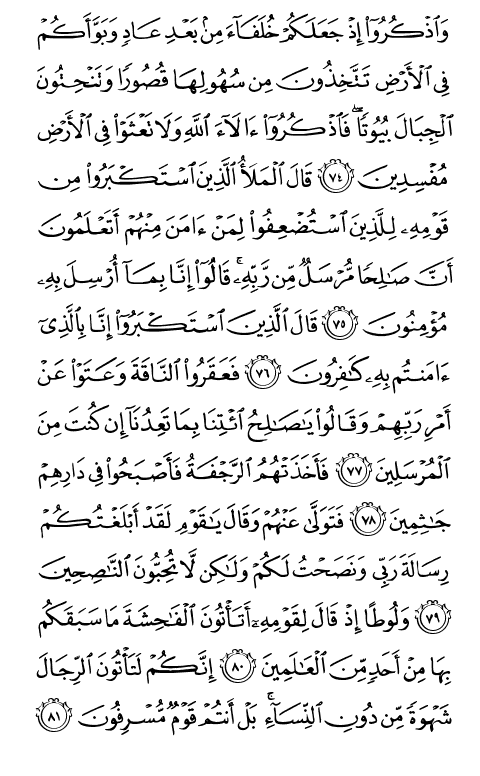 وَٱذۡكُرُوٓاْ إِذۡ جَعَلَكُمۡ خُلَفَآءَ مِنۢ بَعۡدِ عَادٖ وَبَوَّأَكُمۡ
فِي ٱلۡأَرۡضِ تَتَّخِذُونَ مِن سُهُولِهَا قُصُورٗا وَتَنۡحِتُونَ
ٱلۡجِبَالَ بُيُوتٗاۖ فَٱذۡكُرُوٓاْ ءَالَآءَ ٱللَّهِ وَلَا تَعۡثَوۡاْ فِي ٱلۡأَرۡضِ
مُفۡسِدِينَ ٧٤ قَالَ ٱلۡمَلَأُ ٱلَّذِينَ ٱسۡتَكۡبَرُواْ مِن
قَوۡمِهِۦ لِلَّذِينَ ٱسۡتُضۡعِفُواْ لِمَنۡ ءَامَنَ مِنۡهُمۡ أَتَعۡلَمُونَ
أَنَّ صَٰلِحٗا مُّرۡسَلٞ مِّن رَّبِّهِۦۚ قَالُوٓاْ إِنَّا بِمَآ أُرۡسِلَ بِهِۦ
مُؤۡمِنُونَ ٧٥ قَالَ ٱلَّذِينَ ٱسۡتَكۡبَرُوٓاْ إِنَّا بِٱلَّذِيٓ
ءَامَنتُم بِهِۦ كَٰفِرُونَ ٧٦ فَعَقَرُواْ ٱلنَّاقَةَ وَعَتَوۡاْ عَنۡ
أَمۡرِ رَبِّهِمۡ وَقَالُواْ يَٰصَٰلِحُ ٱئۡتِنَا بِمَا تَعِدُنَآ إِن كُنتَ مِنَ
ٱلۡمُرۡسَلِينَ ٧٧ فَأَخَذَتۡهُمُ ٱلرَّجۡفَةُ فَأَصۡبَحُواْ فِي دَارِهِمۡ
جَٰثِمِينَ ٧٨ فَتَوَلَّىٰ عَنۡهُمۡ وَقَالَ يَٰقَوۡمِ لَقَدۡ أَبۡلَغۡتُكُمۡ
رِسَالَةَ رَبِّي وَنَصَحۡتُ لَكُمۡ وَلَٰكِن لَّا تُحِبُّونَ ٱلنَّٰصِحِينَ
٧٩ وَلُوطًا إِذۡ قَالَ لِقَوۡمِهِۦٓ أَتَأۡتُونَ ٱلۡفَٰحِشَةَ مَا سَبَقَكُم
بِهَا مِنۡ أَحَدٖ مِّنَ ٱلۡعَٰلَمِينَ ٨٠ إِنَّكُمۡ لَتَأۡتُونَ ٱلرِّجَالَ
شَهۡوَةٗ مِّن دُونِ ٱلنِّسَآءِۚ بَلۡ أَنتُمۡ قَوۡمٞ مُّسۡرِفُونَ ٨١